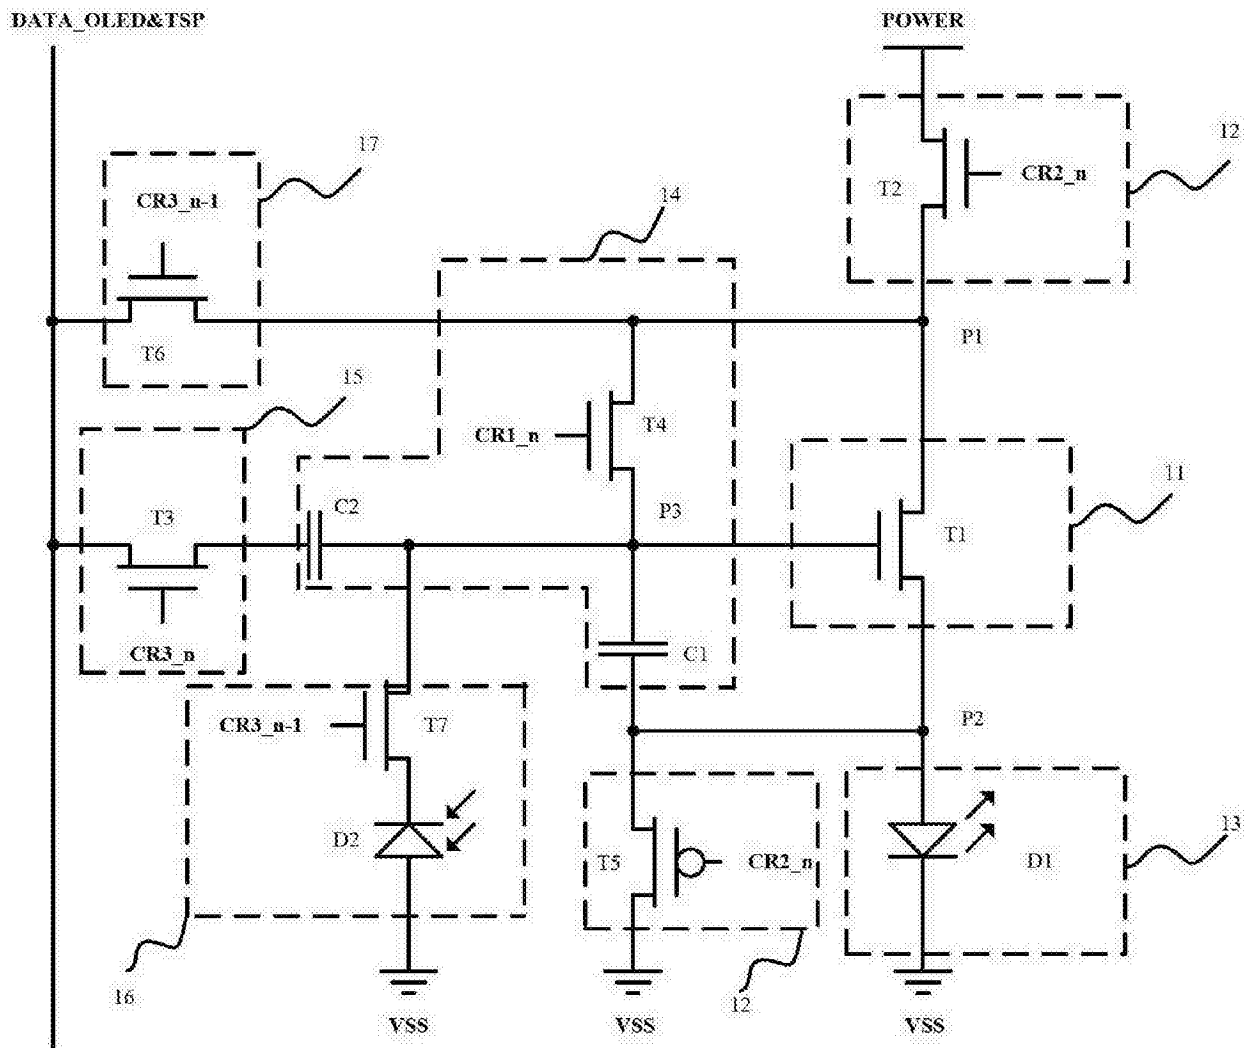 DATA_OLED&TSP
POWER
17
12
CR3_n-1
T2
CR2_n
14
T6
P1
15
CR1_n
T4
11
T3
C2
P3
T1
CR3_n
C1
CR3_n-1
T7
P2
D2
T5
CR2_n
D1
13
16
12
VSS
VSS
VSS